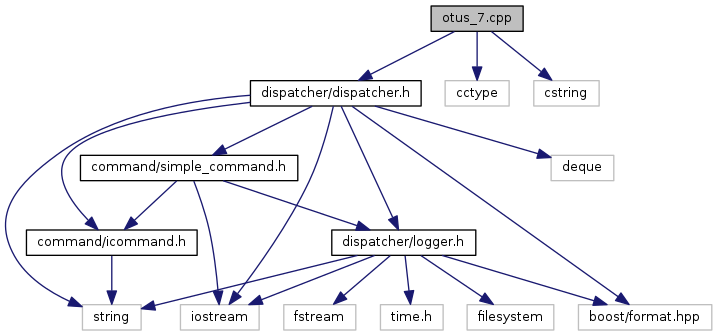 otus_7.cpp
dispatcher/dispatcher.h
cctype
cstring
command/simple_command.h
deque
command/icommand.h
dispatcher/logger.h
string
iostream
fstream
time.h
filesystem
boost/format.hpp